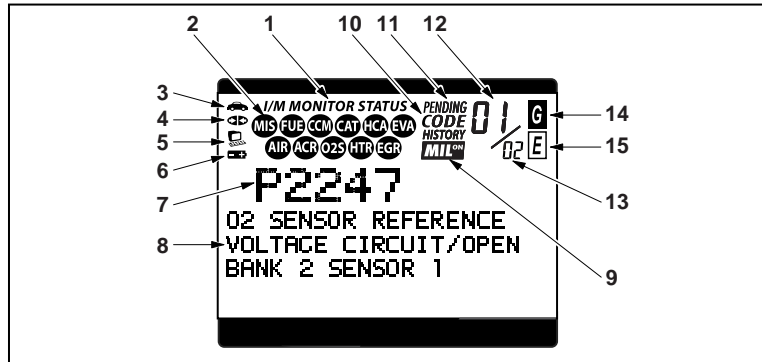 2 1 10 11 12
3 I/M MONITOR STATUS PENDING 01 G 14
4 MIS FUE CCM CAT HCA EVA CODE
5 AIR ACR O2S HTR EGR HISTORY 02 E 15
6 MIL ON 13
7 P2247
O2 SENSOR REFERENCE
8 VOLTAGE CIRCUIT/OPEN 9
BANK 2 SENSOR 1